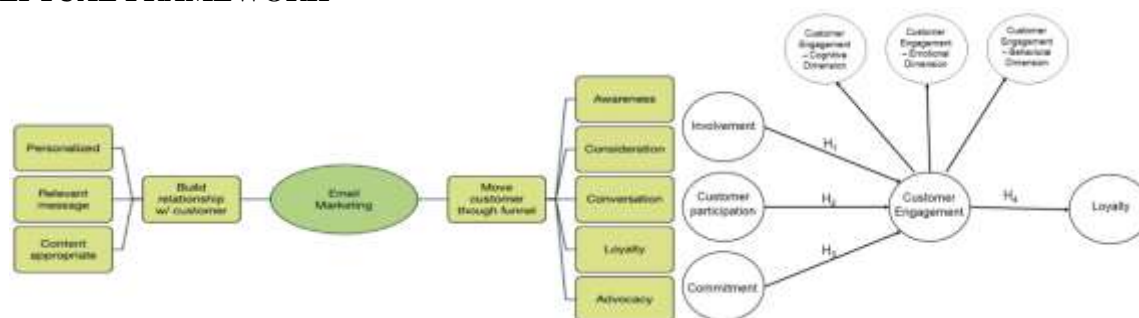 Customer
Engagement
– Cognitive
Dimension
Customer
Engagement
– Emotional
Dimension
Customer
Engagement
– Behavioral
Dimension
Personalized
Relevant
message
Content
appropriate
Build
relationship
w/ customer
Email
Marketing
Move
customer
though funnel
Awareness
Consideration
Conversation
Loyalty
Advocacy
Involvement
Customer
participation
Commitment
H₁
H₂
H₃
Customer
Engagement
H₄
Loyalty